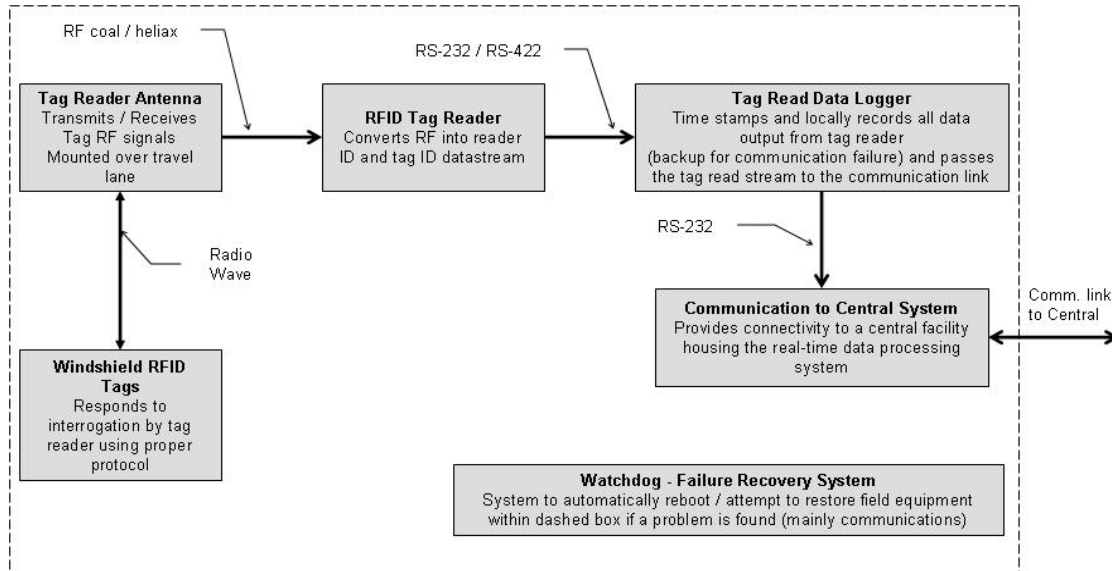 RF coal / heliax
RS-232 / RS-422
Tag Reader Antenna
Transmits / Receives
Tag RF signals
Mounted over travel
lane
RFID Tag Reader
Converts RF into reader
ID and tag ID datastream
Tag Read Data Logger
Time stamps and locally records all data
output from tag reader
(backup for communication failure) and passes
the tag read stream to the communication link
RS-232
Radio
Wave
Communication to Central System
Provides connectivity to a central facility
housing the real-time data processing
system
Comm. link
to Central
Windshield RFID
Tags
Responds to
interrogation by tag
reader using proper
protocol
Watchdog - Failure Recovery System
System to automatically reboot / attempt to restore field equipment
within dashed box if a problem is found (mainly communications)